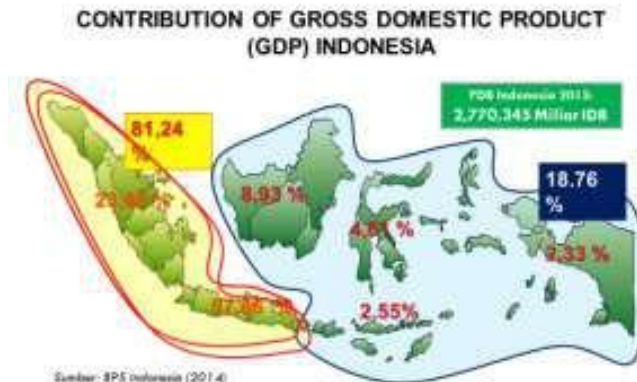 CONTRIBUTION OF GROSS DOMESTIC PRODUCT
(GDP) INDONESIA
PDB Indonesia
2,770,345 Miliar IDR
81,24
%
18.76
%
8,93 %
%
%
2,33 %
%
2.55%
Sumber: BPS Indonesia (2014)